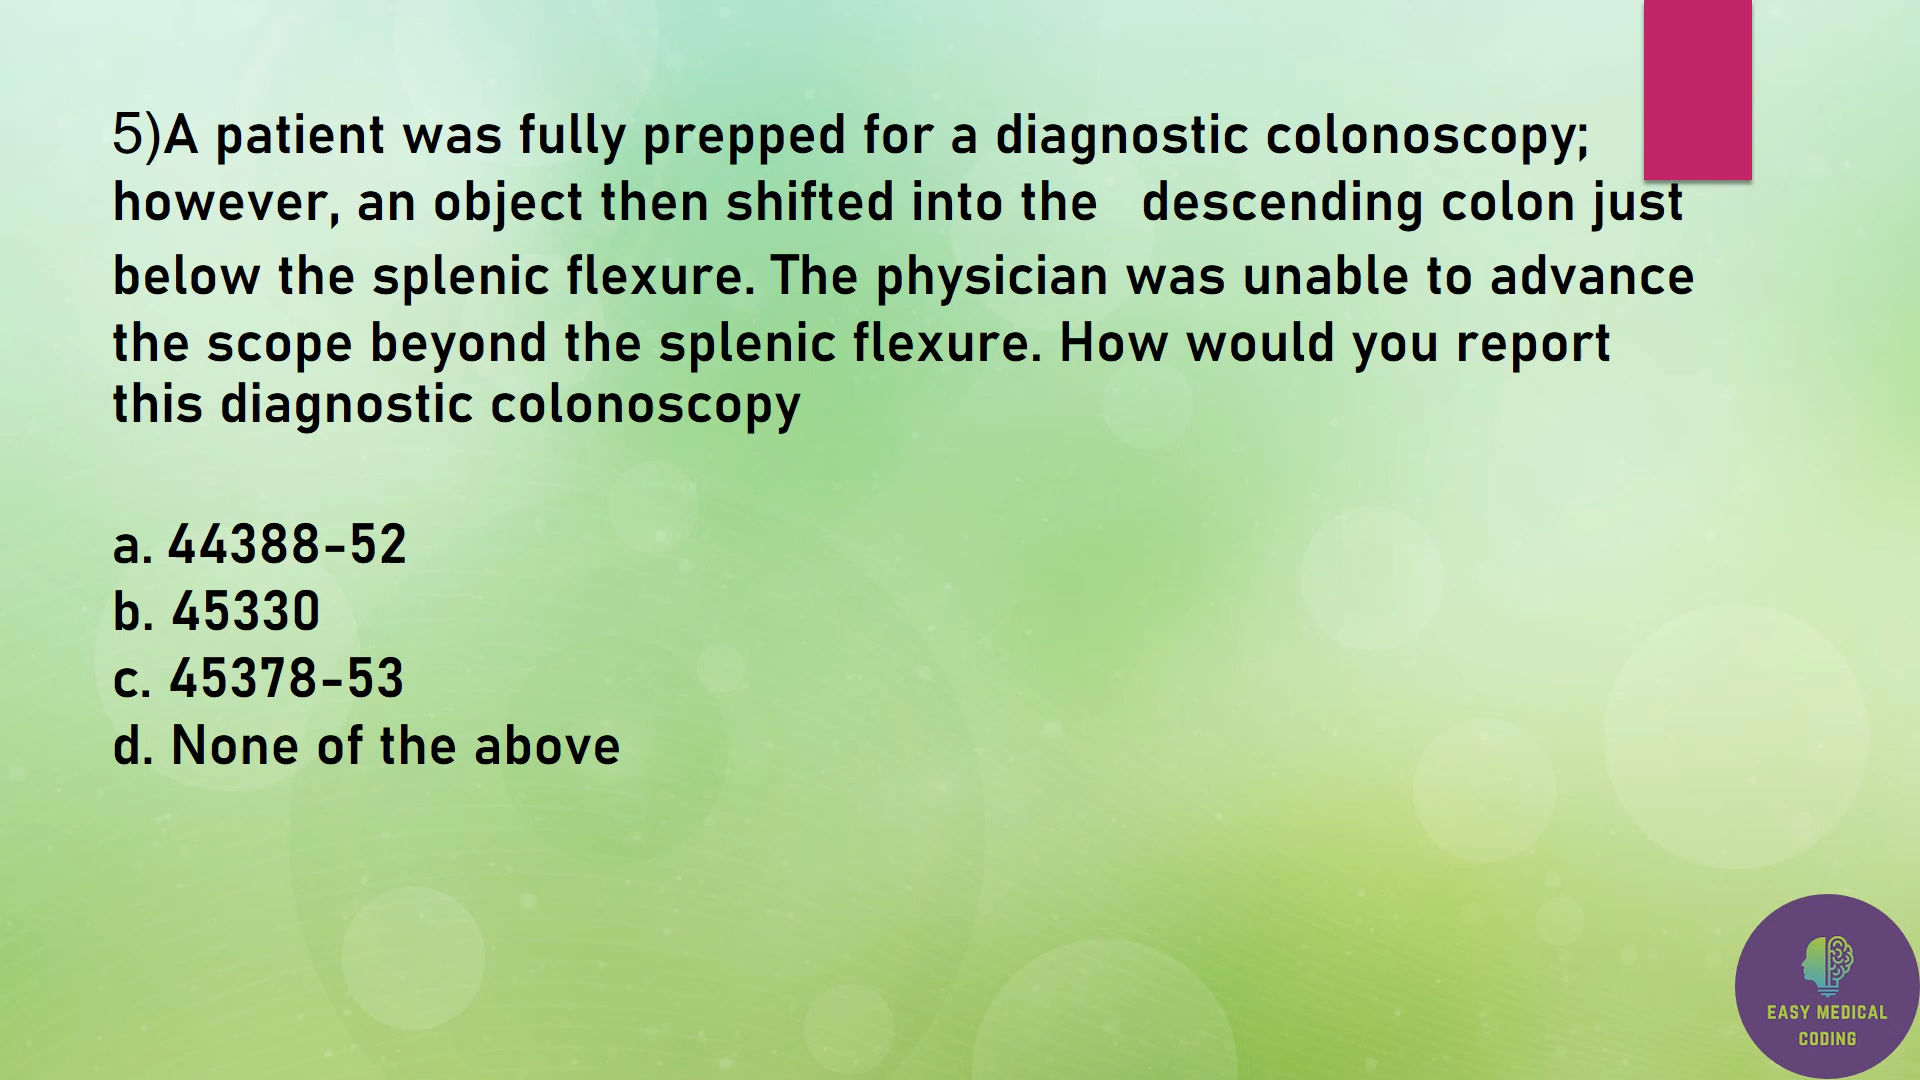 5)A patient was fully prepped for a diagnostic colonoscopy;
however, an object then shifted into the   descending colon just
below the splenic flexure. The physician was unable to advance
the scope beyond the splenic flexure. How would you report
this diagnostic colonoscopy
a. 44388-52
b. 45330
c. 45378-53
d. None of the above
EASY MEDICAL
CODING